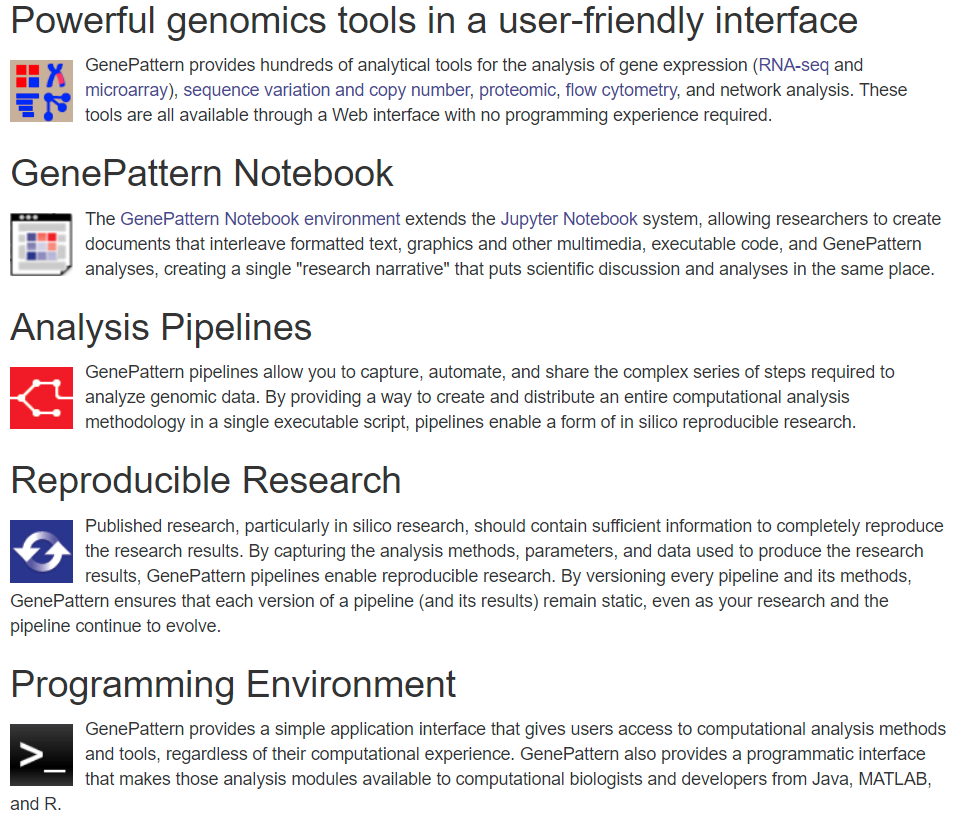 Powerful genomics tools in a user-friendly interface
GenePattern provides hundreds of analytical tools for the analysis of gene expression (RNA-seq and
microarray), sequence variation and copy number, proteomic, flow cytometry, and network analysis. These
tools are all available through a Web interface with no programming experience required.
GenePattern Notebook
The GenePattern Notebook environment extends the Jupyter Notebook system, allowing researchers to create
documents that interleave formatted text, graphics and other multimedia, executable code, and GenePattern
analyses, creating a single "research narrative" that puts scientific discussion and analyses in the same place.
Analysis Pipelines
GenePattern pipelines allow you to capture, automate, and share the complex series of steps required to
analyze genomic data. By providing a way to create and distribute an entire computational analysis
methodology in a single executable script, pipelines enable a form of in silico reproducible research.
Reproducible Research
Published research, particularly in silico research, should contain sufficient information to completely reproduce
the research results. By capturing the analysis methods, parameters, and data used to produce the research
results, GenePattern pipelines enable reproducible research. By versioning every pipeline and its methods,
GenePattern ensures that each version of a pipeline (and its results) remain static, even as your research and the
pipeline continue to evolve.
Programming Environment
GenePattern provides a simple application interface that gives users access to computational analysis methods
and tools, regardless of their computational experience. GenePattern also provides a programmatic interface
that makes those analysis modules available to computational biologists and developers from Java, MATLAB,
and R.